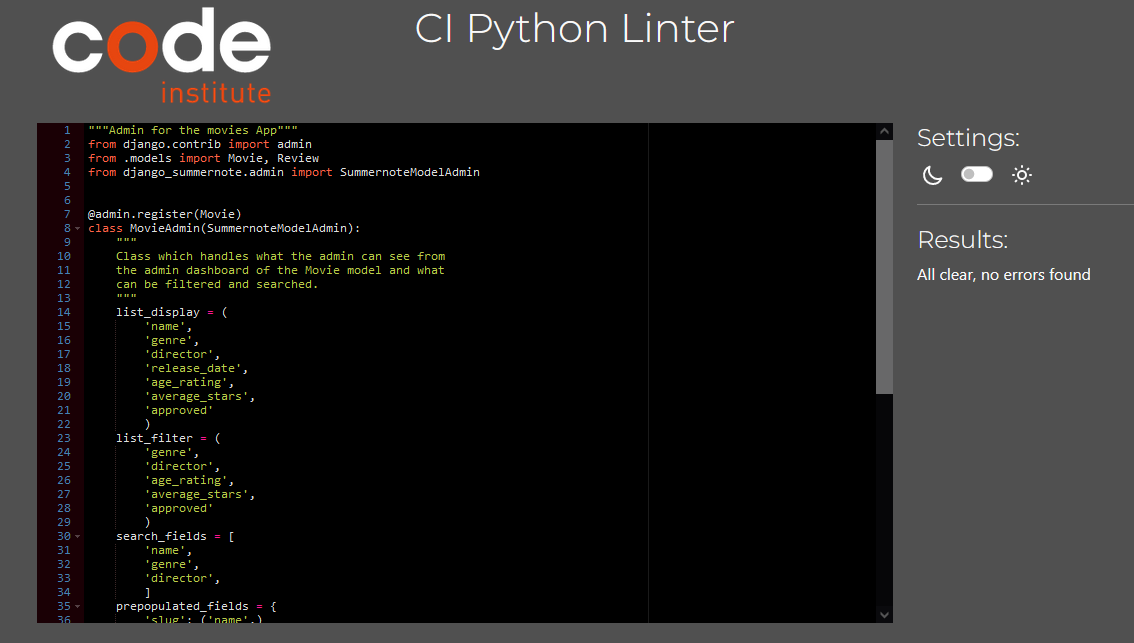 code
institute
CI Python Linter
1 """Admin for the movies App"""
2 from django.contrib import admin
3 from .models import Movie, Review
4 from django_summernote.admin import SummernoteModelAdmin
5
6
7 @admin.register(Movie)
8 class MovieAdmin(SummernoteModelAdmin):
9     """
10     Class which handles what the admin can see from
11     the admin dashboard of the Movie model and what
12     can be filtered and searched.
13     """
14     list_display = (
15         'name',
16         'genre',
17         'director',
18         'release_date',
19         'age_rating',
20         'average_stars',
21         'approved'
22         )
23     list_filter = (
24         'genre',
25         'director',
26         'age_rating',
27         'average_stars',
28         'approved'
29         )
30     search_fields = [
31         'name',
32         'genre',
33         'director',
34         ]
35     prepopulated_fields = {
36         'slug': ('name',)
Settings:
Results:
All clear, no errors found